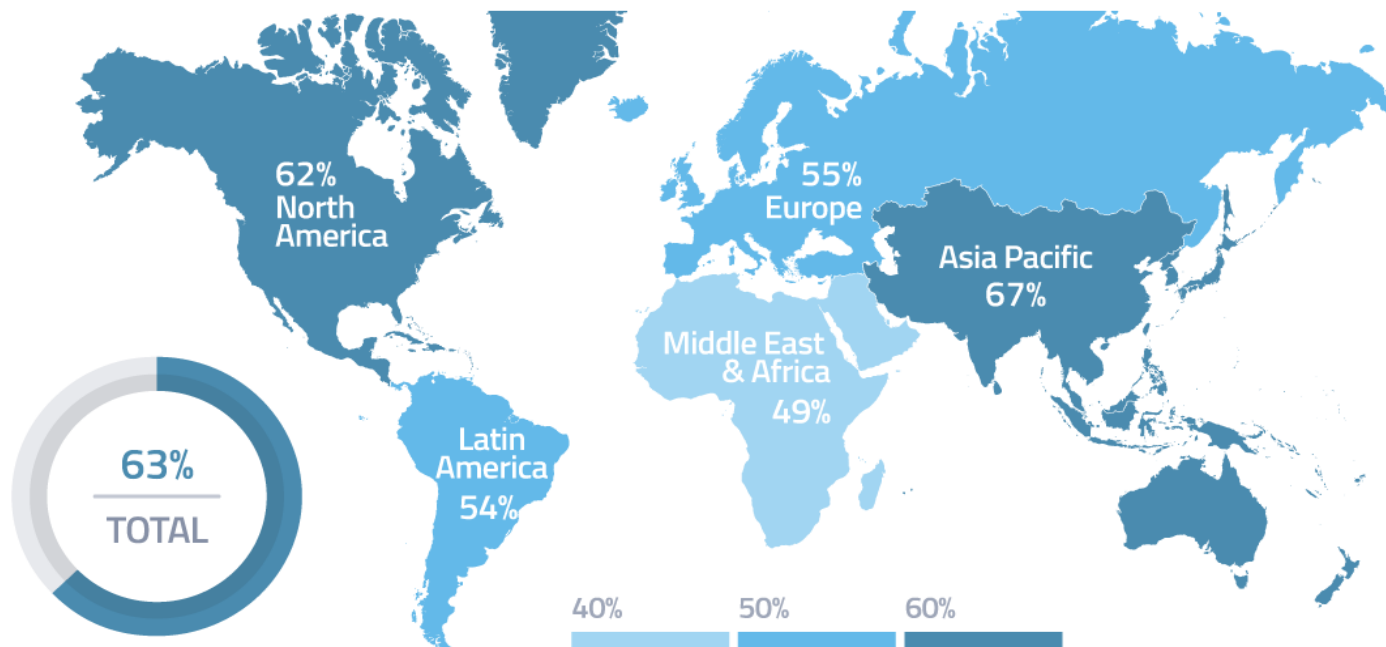 62%
North
America
55%
Europe
Asia Pacific
67%
Middle East
& Africa
49%
Latin
America
54%
63%
TOTAL
40% 50% 60%